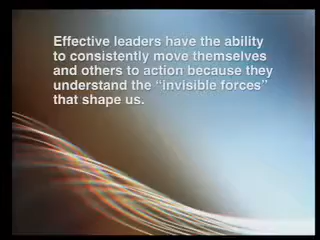 Effective leaders have the ability
to consistently move themselves
and others to action because they
understand the “invisible forces”
that shape us.